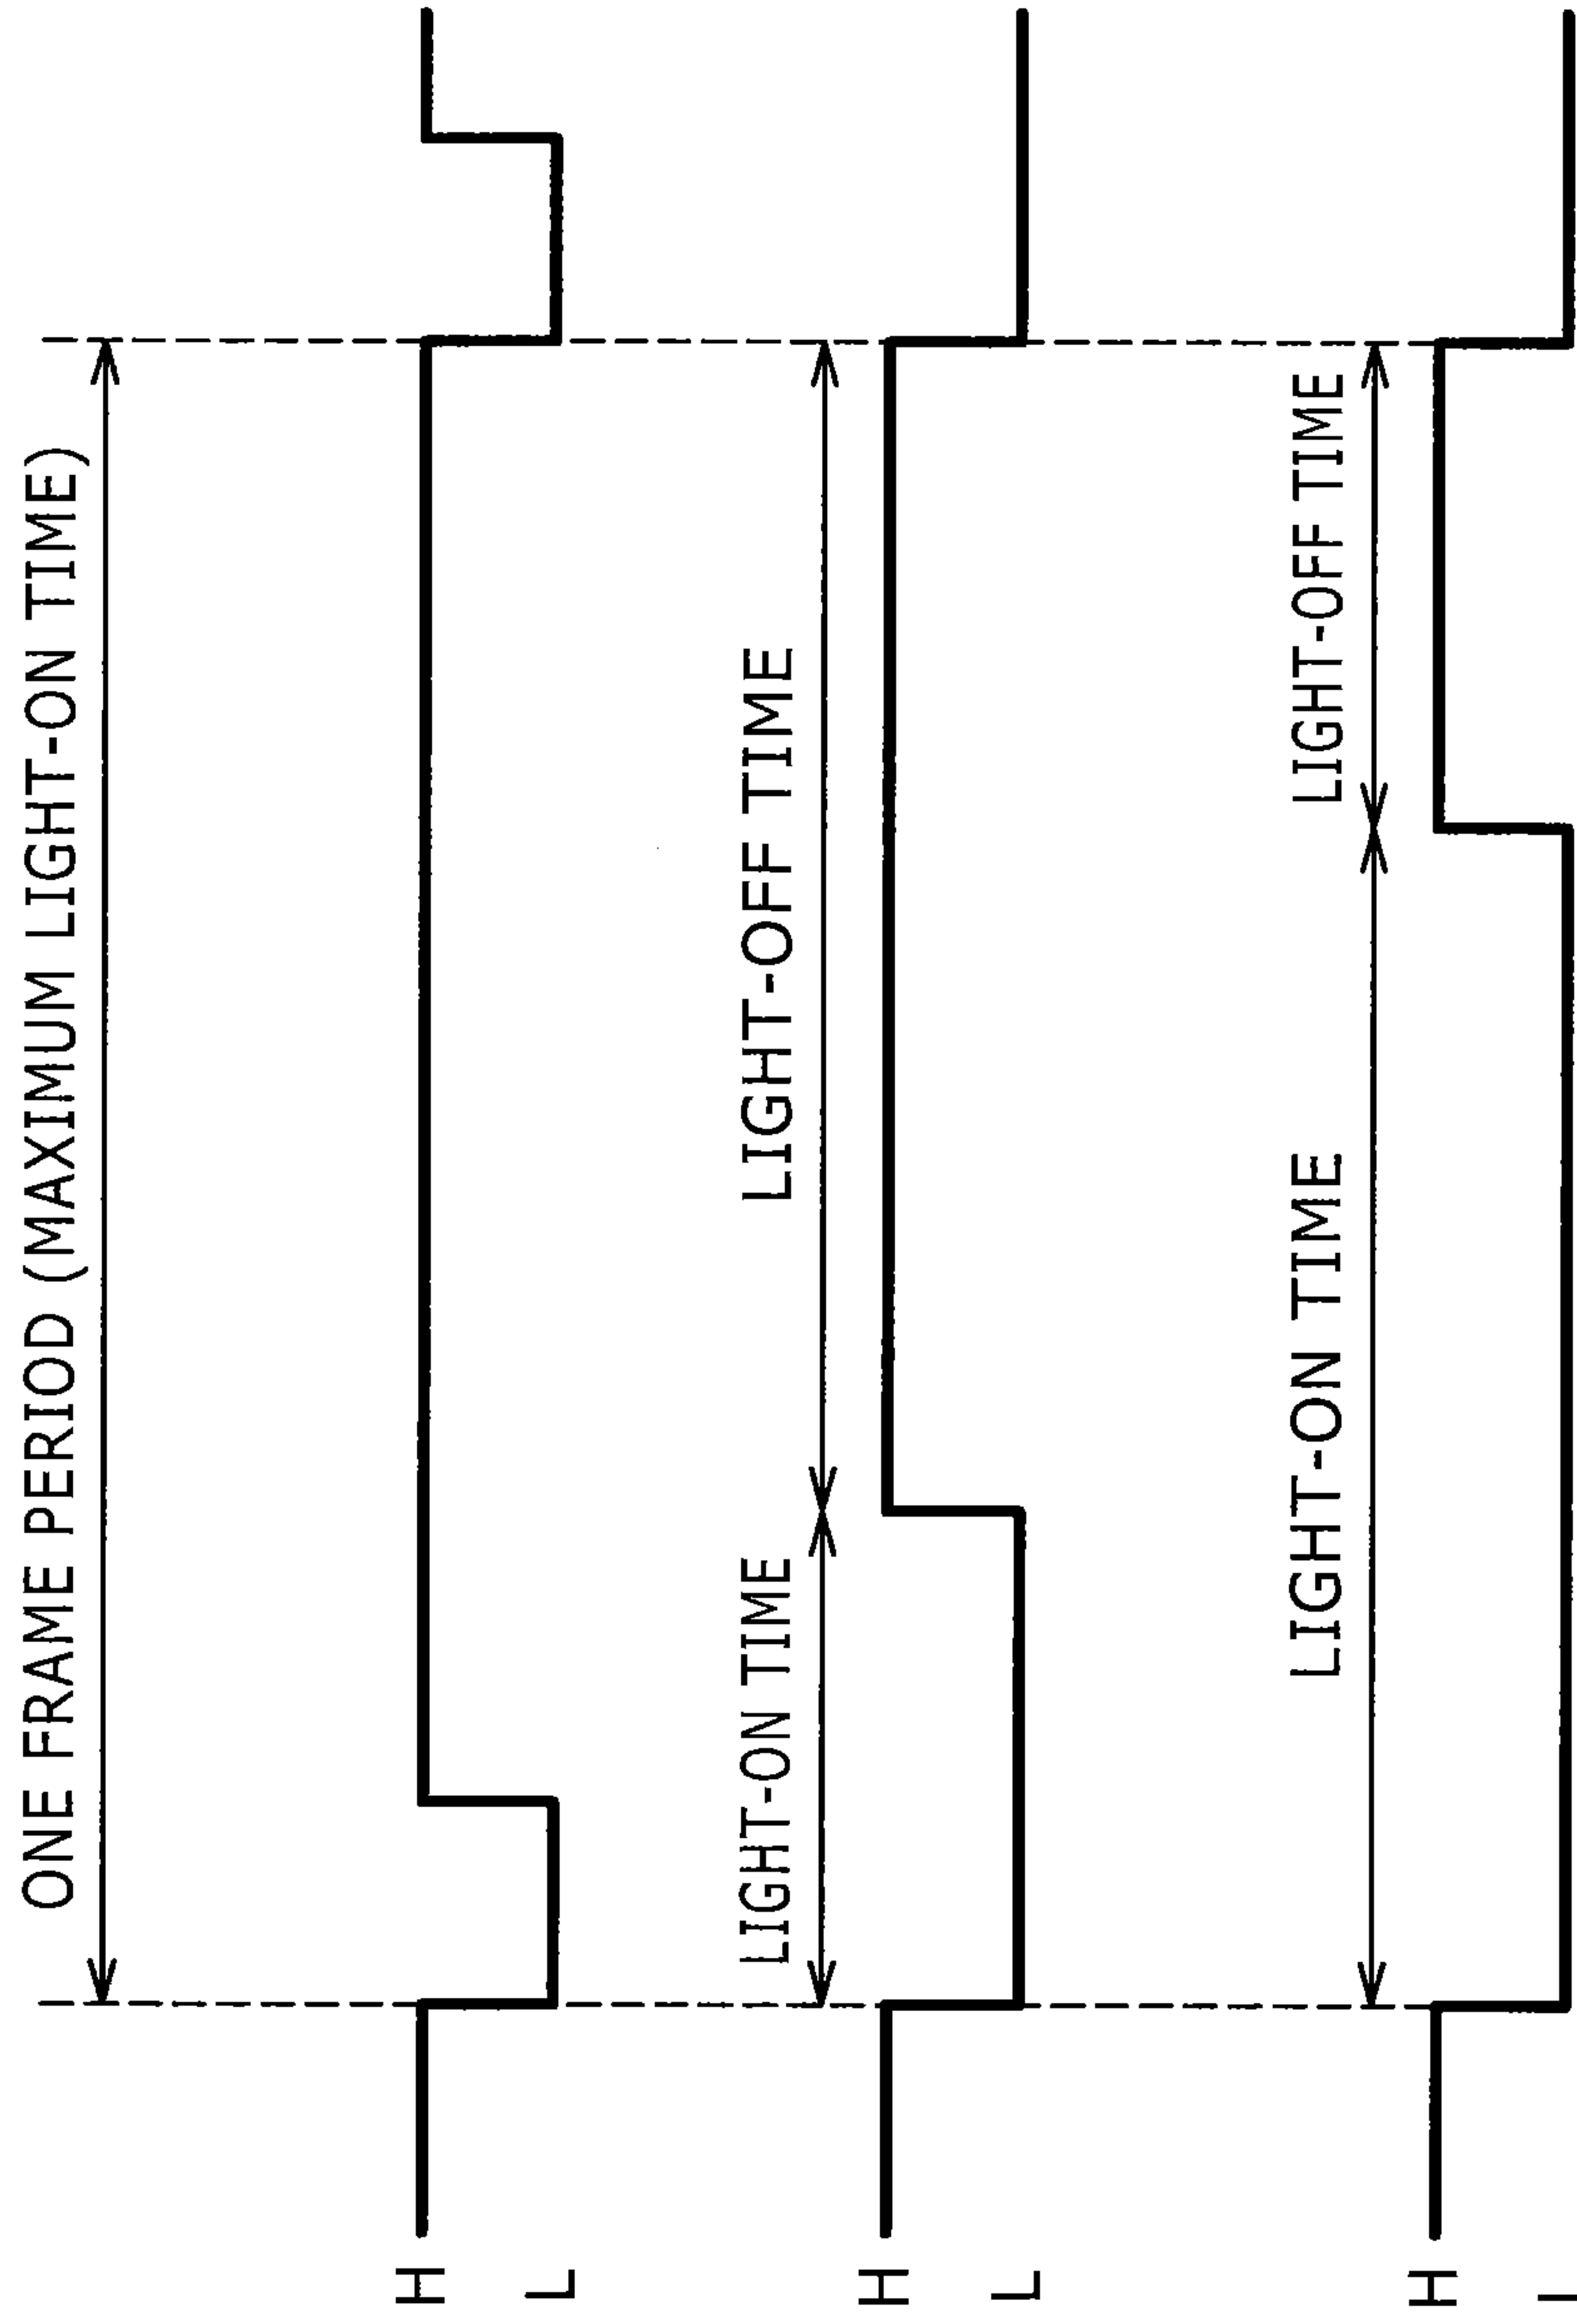 ONE FRAME PERIOD (MAXIMUM LIGHT-ON TIME)
H
L
LIGHT-ON TIME
LIGHT-OFF TIME
H
L
LIGHT-ON TIME
LIGHT-OFF TIME
H